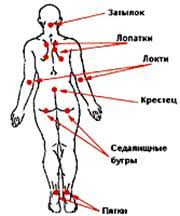 Затылок
Лопатки
Локти
Крестец
Седалищные
бугры
Пятки